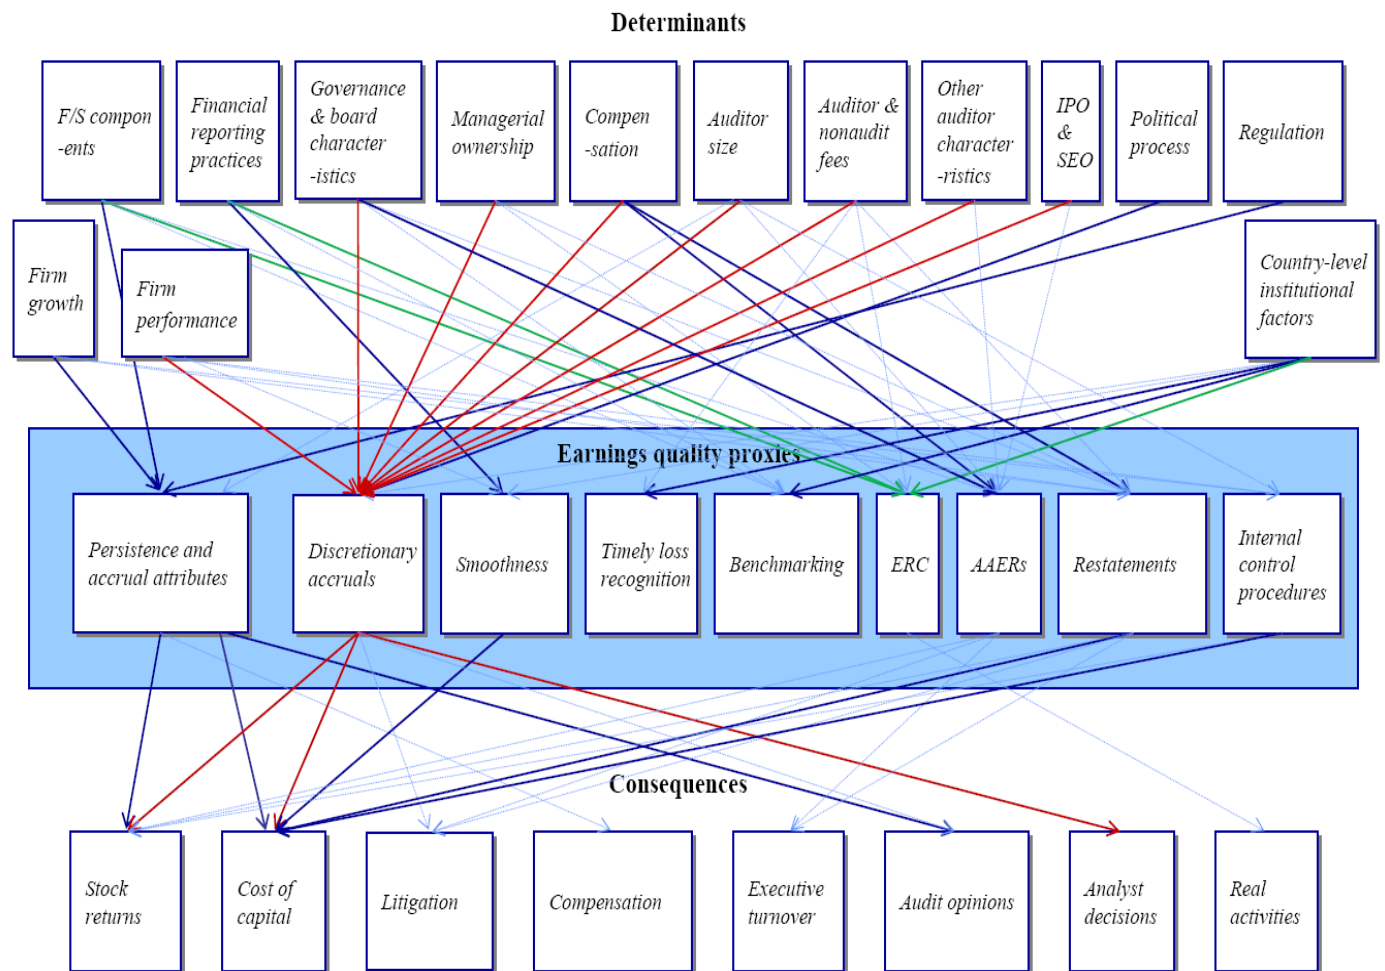 Determinants
F/S compon
-ents
Financial
reporting
practices
Governance
& board
character
-istics
Managerial
ownership
Compen
-sation
Auditor
size
Auditor &
nonaudit
fees
Other
auditor
character
-ristics
IPO
&
SEO
Political
process
Regulation
Firm
growth
Firm
performance
Country-level
institutional
factors
Earnings quality proxies
Persistence and
accrual attributes
Discretionary
accruals
Smoothness
Timely loss
recognition
Benchmarking
ERC
AAERs
Restatements
Internal
control
procedures
Consequences
Stock
returns
Cost of
capital
Litigation
Compensation
Executive
turnover
Audit opinions
Analyst
decisions
Real
activities